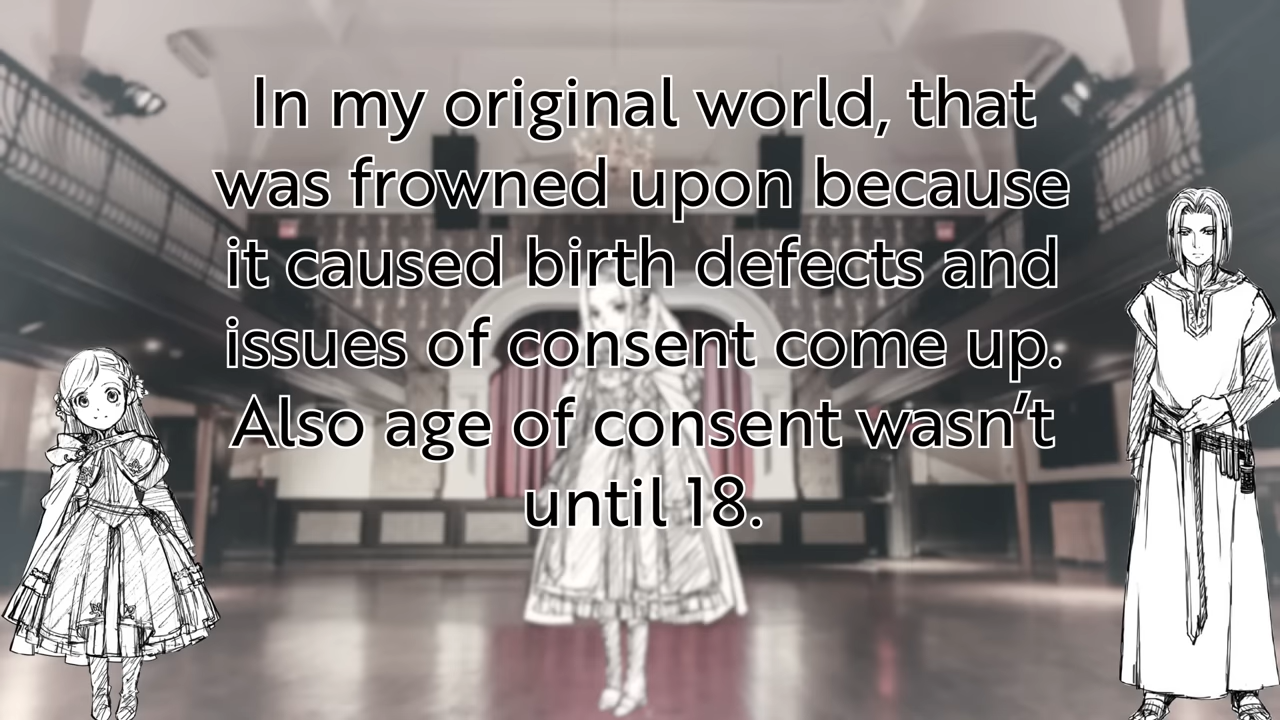 In my original world, that
was frowned upon because
it caused birth defects and
issues of consent come up.
Also age of consent wasn’t
until 18.